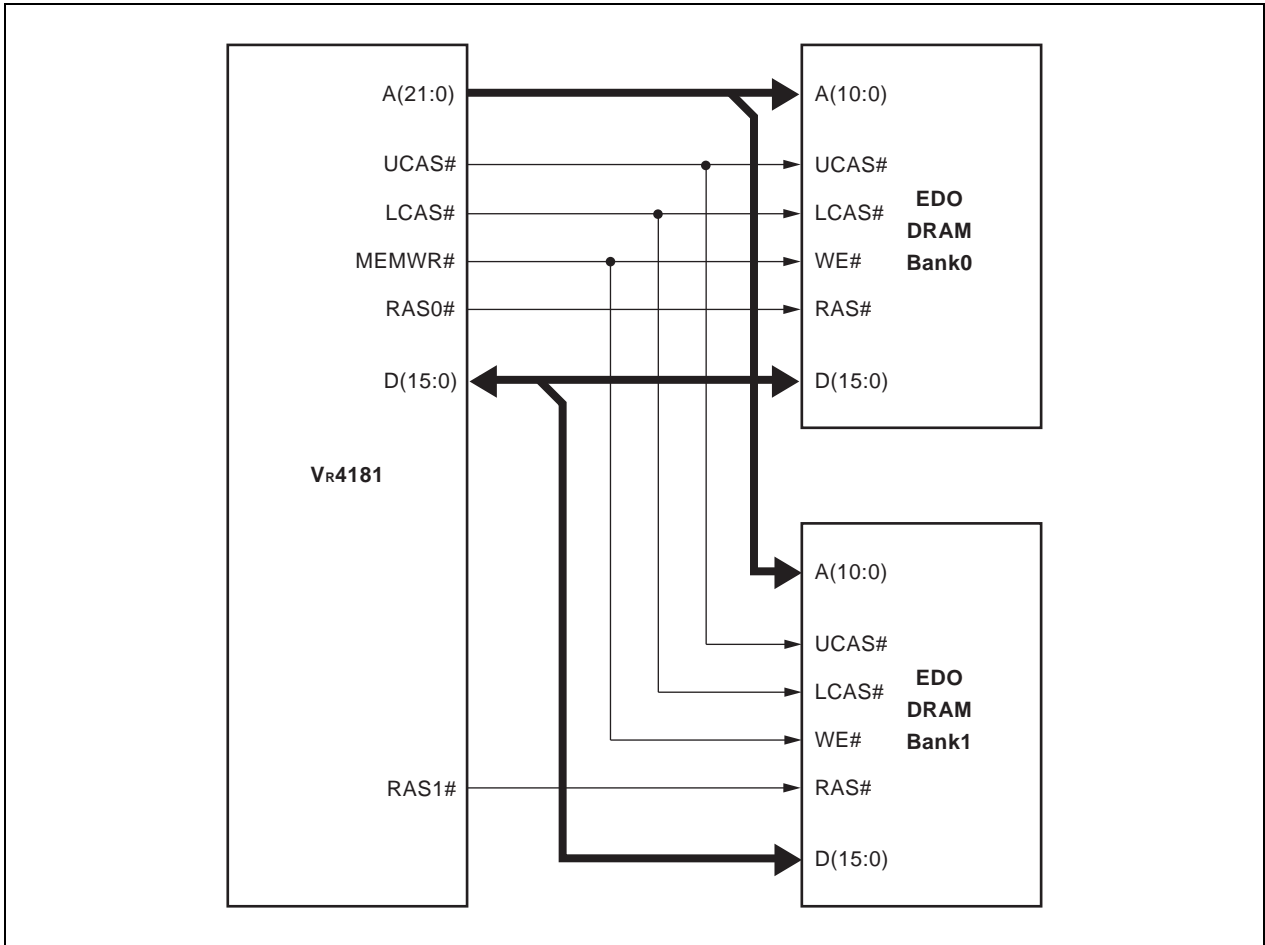 A(21:0)
UCAS#
LCAS#
MEMWR#
RAS0#
D(15:0)
VR4181
RAS1#
A(10:0)
UCAS#
LCAS#
WE#
RAS#
D(15:0)
EDO
DRAM
Bank0
A(10:0)
UCAS#
LCAS#
WE#
RAS#
D(15:0)
EDO
DRAM
Bank1